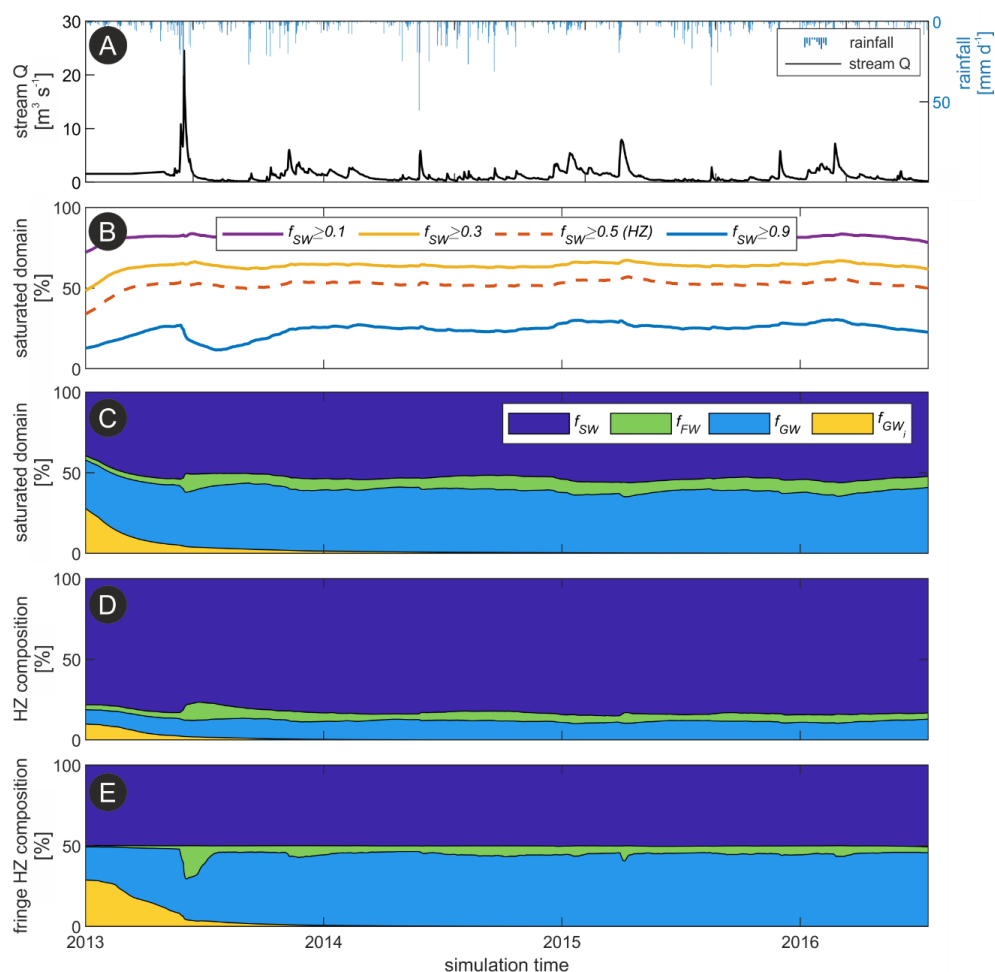 A
30
20
10
0
stream Q
[m³ s⁻¹]
0
50
rainfall
[mm d⁻¹]
rainfall
stream Q
B
100
50
0
saturated domain
[%]
f_SW≥0.1
f_SW≥0.3
f_SW≥0.5 (HZ)
f_SW≥0.9
C
100
50
0
saturated domain
[%]
f_SW
f_FW
f_GW
f_GW_i
D
100
50
0
HZ composition
[%]
E
100
50
0
fringe HZ composition
[%]
2013
2014
2015
2016
simulation time